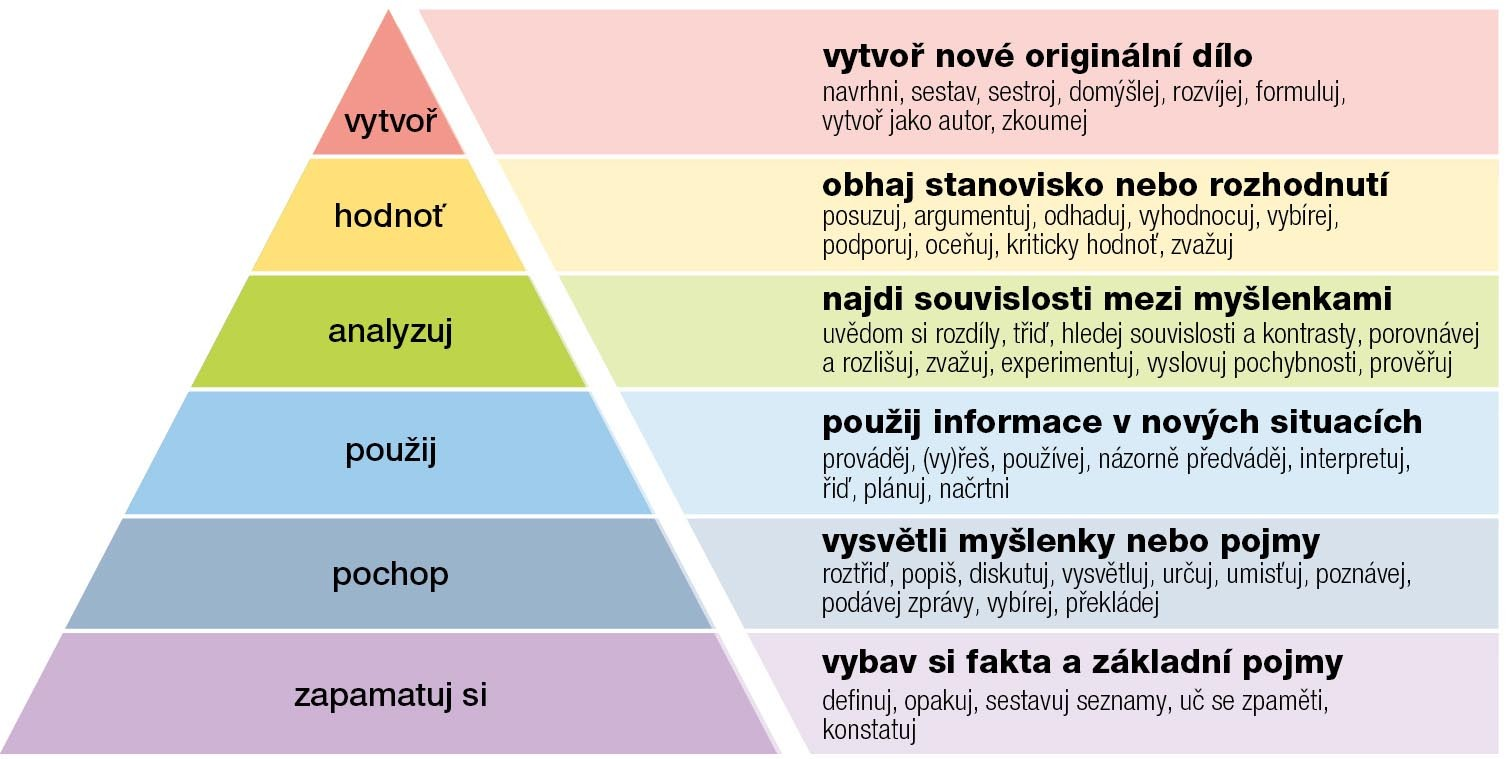 vytvoř
vytvoř nové originální dílo
navrhni, sestav, sestroj, domýšlej, rozvíjej, formuluj,
vytvoř jako autor, zkoumej
hodnoť
obhaj stanovisko nebo rozhodnutí
posuzuj, argumentuj, odhaduj, vyhodnocuj, vybírej,
podporuj, oceňuj, kriticky hodnoť, zvažuj
analyzuj
najdi souvislosti mezi myšlenkami
uvědom si rozdíly, třiď, hledej souvislosti a kontrasty, porovnávej
a rozlišuj, zvažuj, experimentuj, vyslovuj pochybnosti, prověřuj
použij
použij informace v nových situacích
prováděj, (vy)řeš, používej, názorně předváděj, interpretuj,
řiď, plánuj, načrtni
pochop
vysvětli myšlenky nebo pojmy
roztřiď, popiš, diskutuj, vysvětluj, určuj, umisťuj, poznávej,
podávej zprávy, vybírej, překládej
zapamatuj si
vybav si fakta a základní pojmy
definuj, opakuj, sestavuj seznamy, uč se zpaměti,
konstatuj